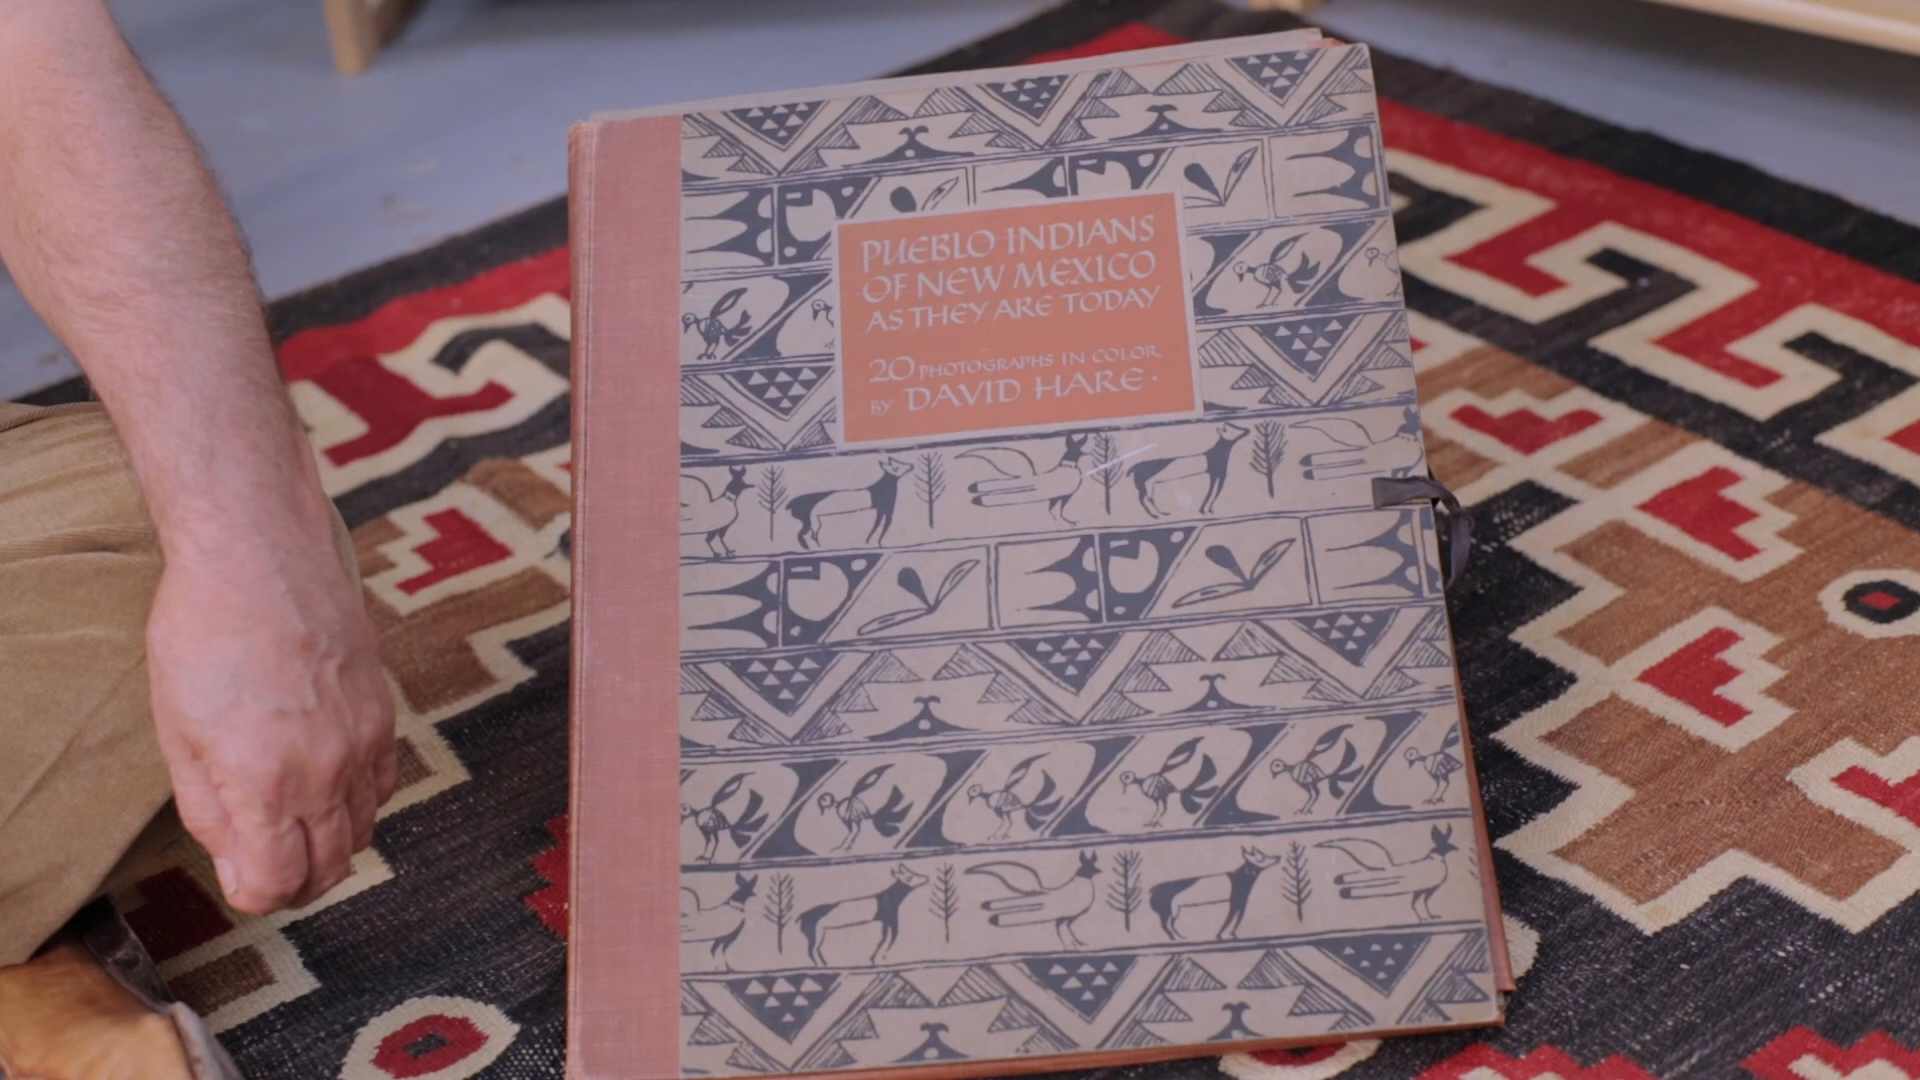 PUEBLO INDIANS
OF NEW MEXICO
AS THEY ARE TODAY
20 PHOTOGRAPHS IN COLOR
BY DAVID HARE ·